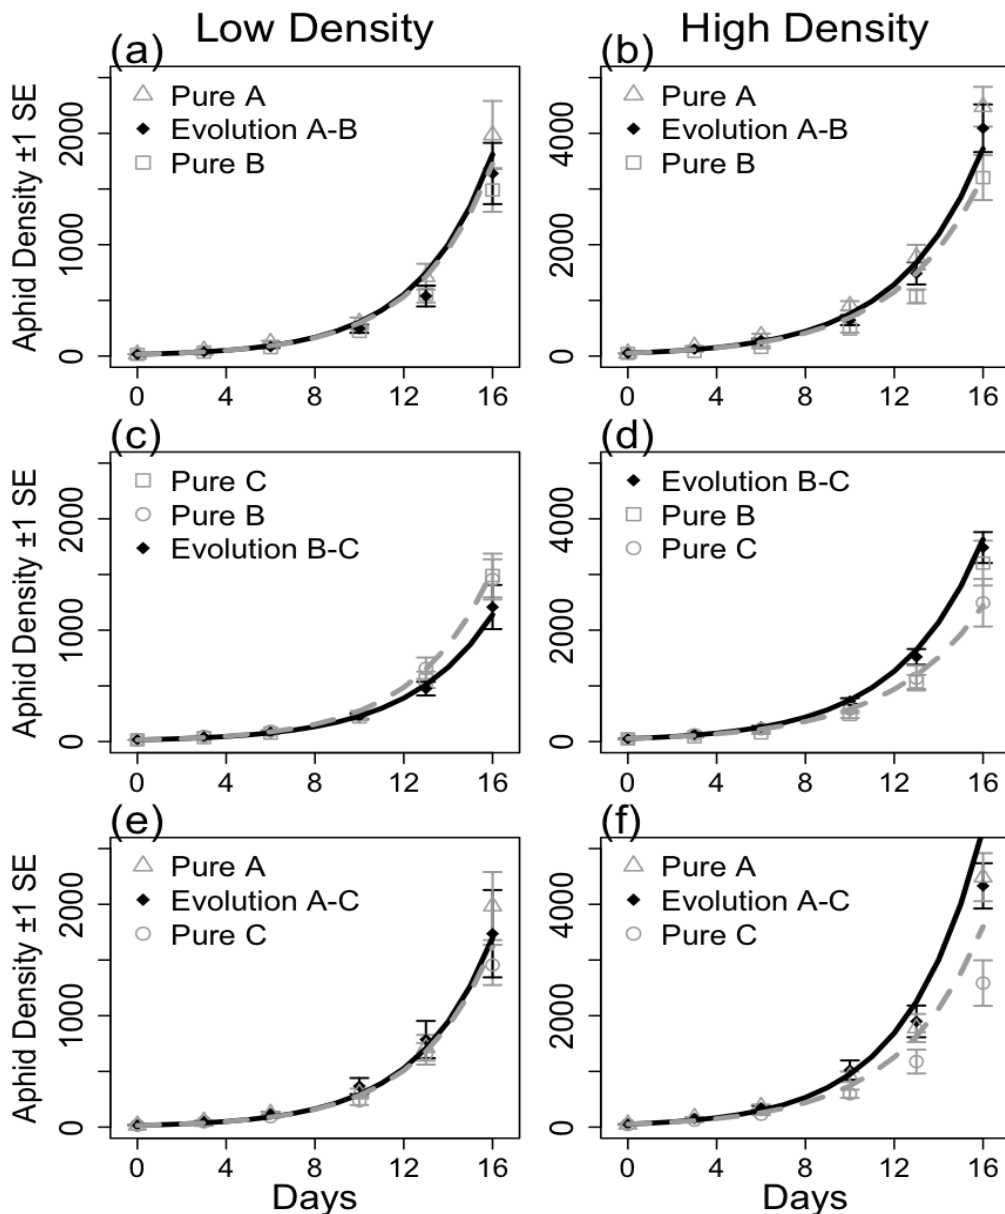 Low Density
High Density
(a)
Aphid Density ±1 SE
2000
1000
0
Pure A
Evolution A-B
Pure B
0 4 8 12 16
(b)
4000
2000
0
Pure A
Evolution A-B
Pure B
0 4 8 12 16
(c)
Aphid Density ±1 SE
2000
1000
0
Pure C
Pure B
Evolution B-C
0 4 8 12 16
(d)
4000
2000
0
Evolution B-C
Pure B
Pure C
0 4 8 12 16
(e)
Aphid Density ±1 SE
2000
1000
0
Pure A
Evolution A-C
Pure C
0 4 8 12 16
Days
(f)
4000
2000
0
Pure A
Evolution A-C
Pure C
0 4 8 12 16
Days